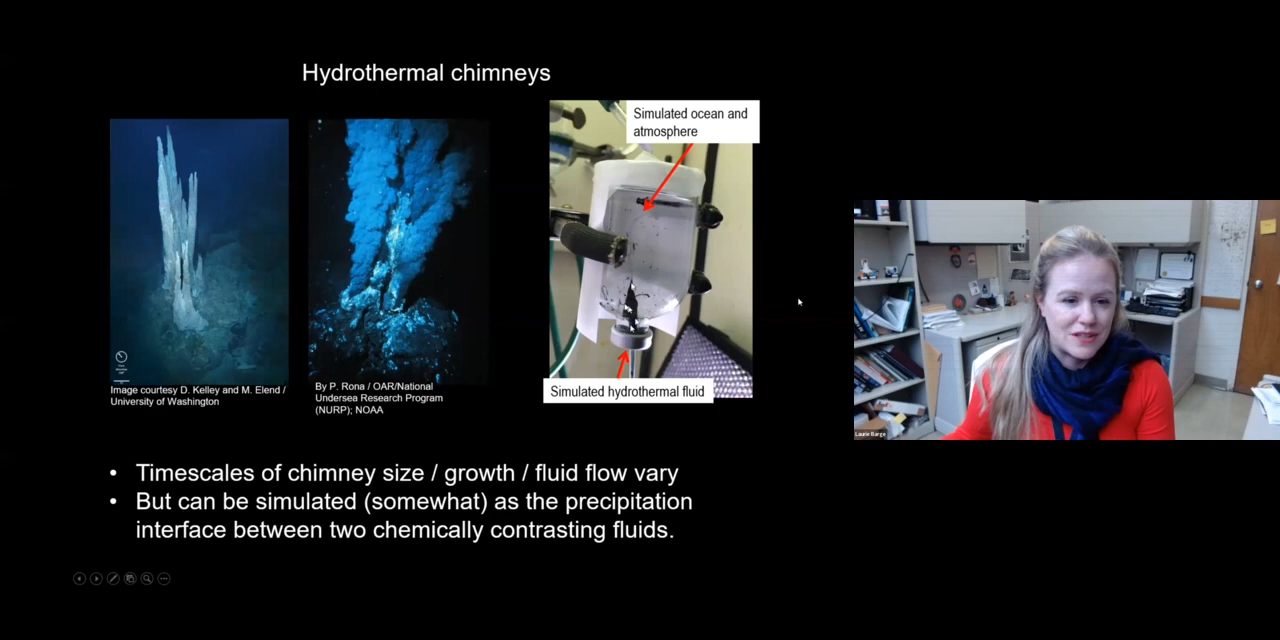 Hydrothermal chimneys
Simulated ocean and
atmosphere
Simulated hydrothermal fluid
Image courtesy D. Kelley and M. Elend /
University of Washington
By P. Rona / OAR/National
Undersea Research Program
(NURP); NOAA
Laurie Barge
• Timescales of chimney size / growth / fluid flow vary
• But can be simulated (somewhat) as the precipitation
interface between two chemically contrasting fluids.